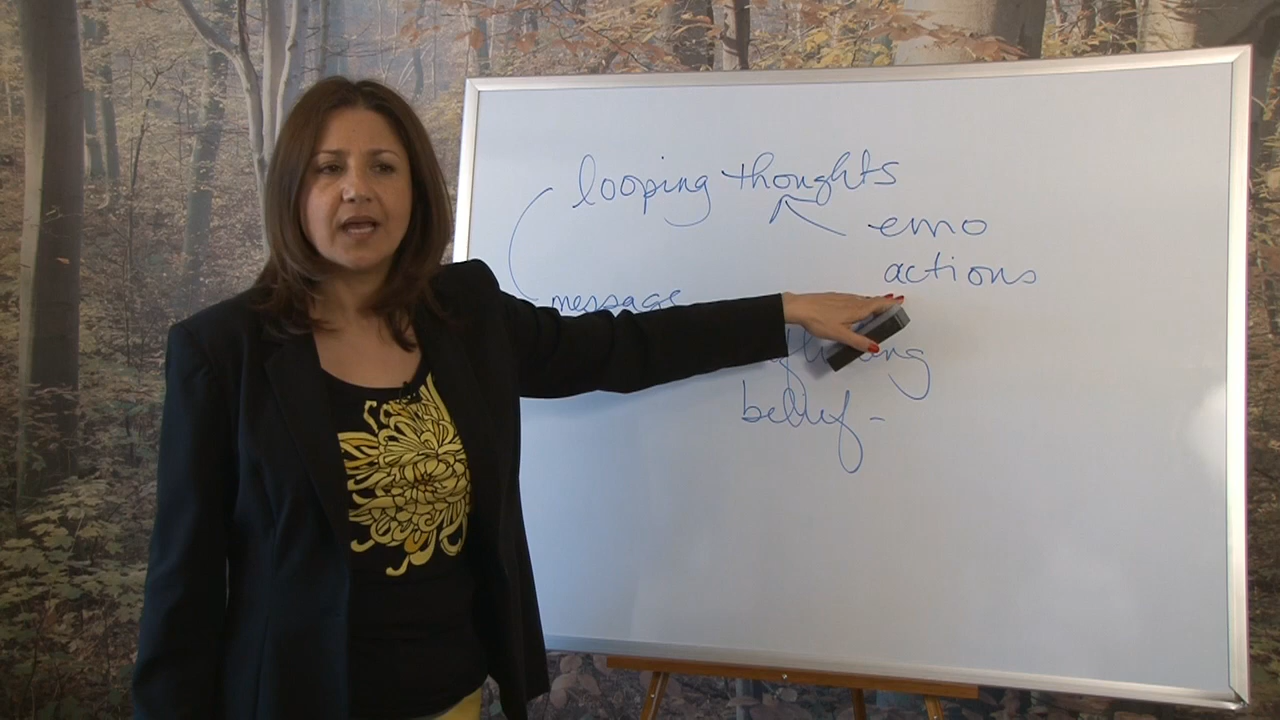 looping thoughts
emo
actions
message
belief -